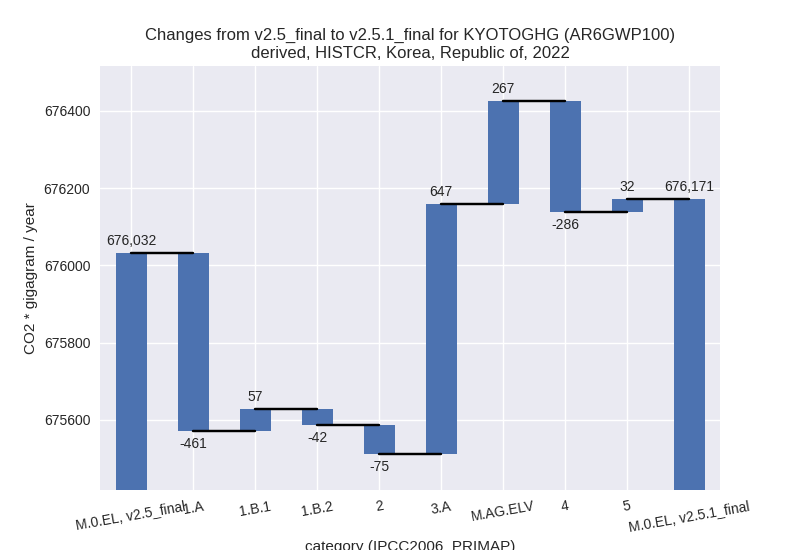 Changes from v2.5_final to v2.5.1_final for KYOTOGHG (AR6GWP100)
derived, HISTCR, Korea, Republic of, 2022
CO2 * gigagram / year
676400
676200
676000
675800
675600
676,032
-461
57
-42
-75
647
267
-286
32
676,171
M.0.EL, v2.5_final
1.A
1.B.1
1.B.2
2
3.A
M.AG.ELV
4
5
M.0.EL, v2.5.1_final
category (IPCC2006_PRIMAP)